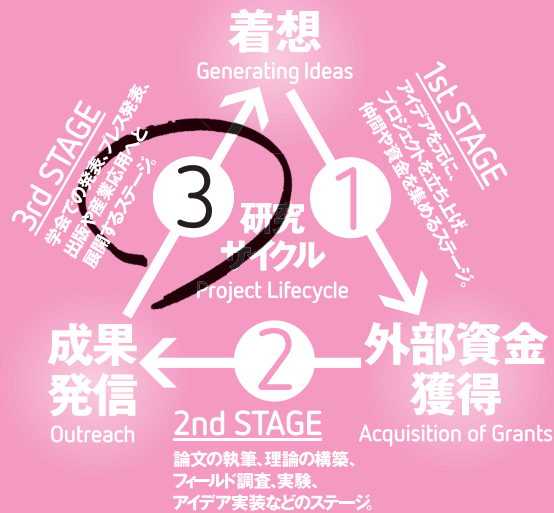 着想
Generating Ideas
1st STAGE
アイデアを元に、
プロジェクトを立ち上げ、
仲間や資金を集めるステージ。
3rd STAGE
学会での発表、プレス発表、
出版や産業応用へと
展開するステージ。
3
1
研究
サイクル
Project Lifecycle
成果
発信
Outreach
2
外部資金
獲得
Acquisition of Grants
2nd STAGE
論文の執筆、理論の構築、
フィールド調査、実験、
アイデア実装などのステージ。